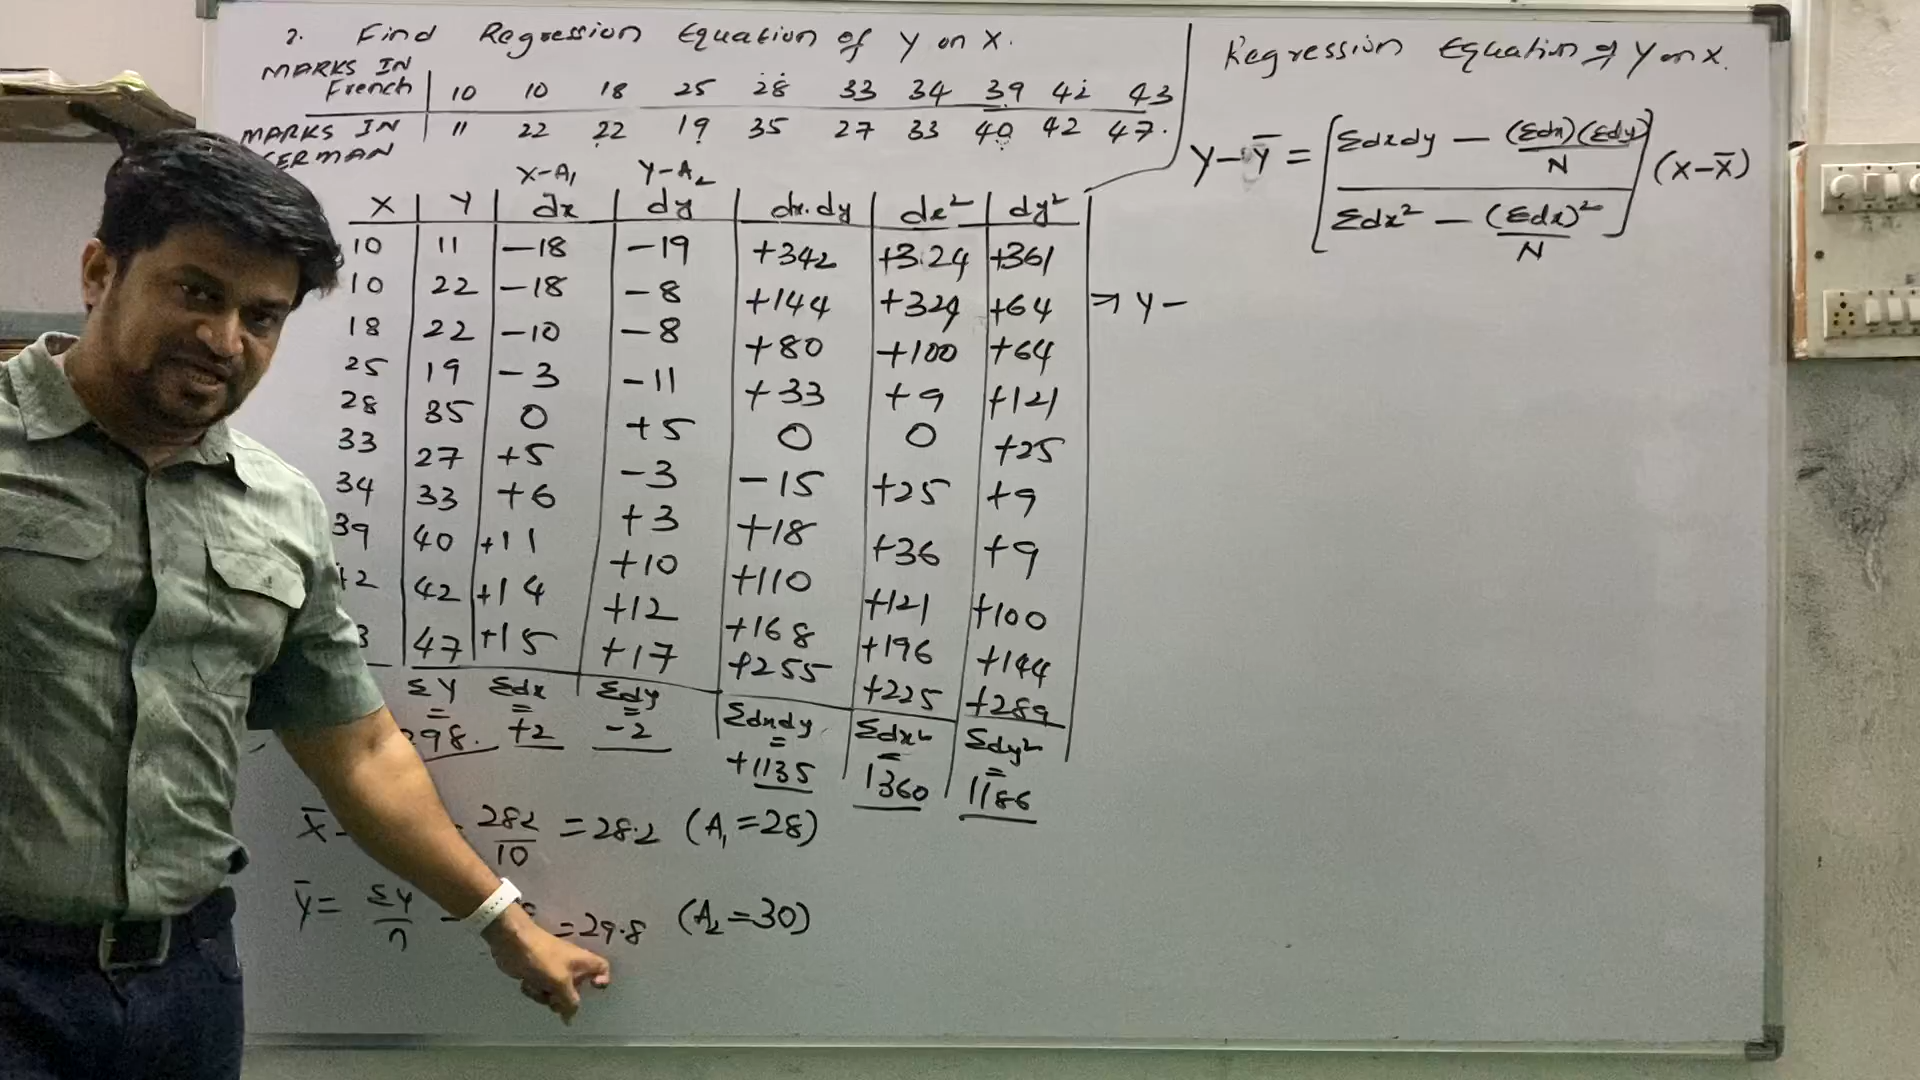 2. Find Regression Equation of Y on X.
MARKS IN French | 10 10 18 25 28 33 34 39 42 43
MARKS IN GERMAN | 11 22 22 19 35 27 33 40 42 47.
X-A₁ Y-A₂
X | Y | dx | dy | dx.dy | dx² | dy²
10 | 11 | -18 | -19 | +342 | +324 | +361
10 | 22 | -18 | -8 | +144 | +324 | +64
18 | 22 | -10 | -8 | +80 | +100 | +64
25 | 19 | -3 | -11 | +33 | +9 | +121
28 | 35 | 0 | +5 | 0 | 0 | +25
33 | 27 | +5 | -3 | -15 | +25 | +9
34 | 33 | +6 | +3 | +18 | +36 | +9
39 | 40 | +11 | +10 | +110 | +121 | +100
42 | 42 | +14 | +12 | +168 | +196 | +144
3 | 47 | +15 | +17 | +255 | +225 | +289
ΣY = 298. Σdx = +2 Σdy = -2 Σdxdy = +1135 Σdx² = 1360 Σdy² = 1186
X̄ - 282/10 = 28.2 (A₁=28)
Ȳ = ΣY/n = 29.8 (A₂=30)
Regression Equation of Y on X.
Y-Ȳ = [Σdxdy - (Σdx)(Σdy)/N / Σdx² - (Σdx)²/N] (X-X̄)
⇒ Y -